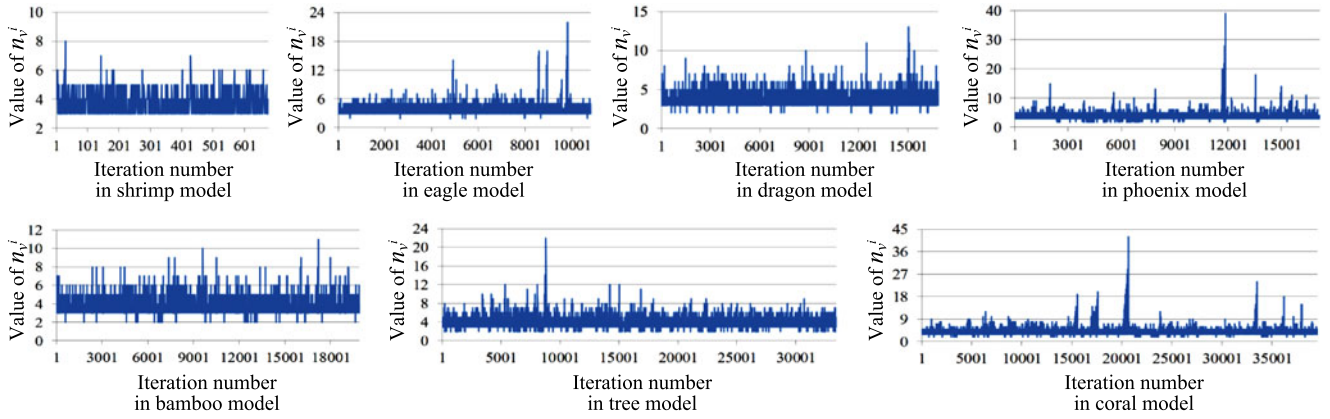 10
8
6
4
2
Value of n_v^i
1 101 201 301 401 501 601
Iteration number
in shrimp model
24
18
12
6
0
Value of n_v^i
1 2001 4001 6001 8001 10001
Iteration number
in eagle model
15
10
5
0
Value of n_v^i
1 3001 6001 9001 12001 15001
Iteration number
in dragon model
40
30
20
10
0
Value of n_v^i
1 3001 6001 9001 12001 15001
Iteration number
in phoenix model
12
10
8
6
4
2
0
Value of n_v^i
1 3001 6001 9001 12001 15001 18001
Iteration number
in bamboo model
24
20
16
12
8
4
0
Value of n_v^i
1 5001 10001 15001 20001 25001 30001
Iteration number
in tree model
45
36
27
18
9
0
Value of n_v^i
1 5001 10001 15001 20001 25001 30001 35001
Iteration number
in coral model